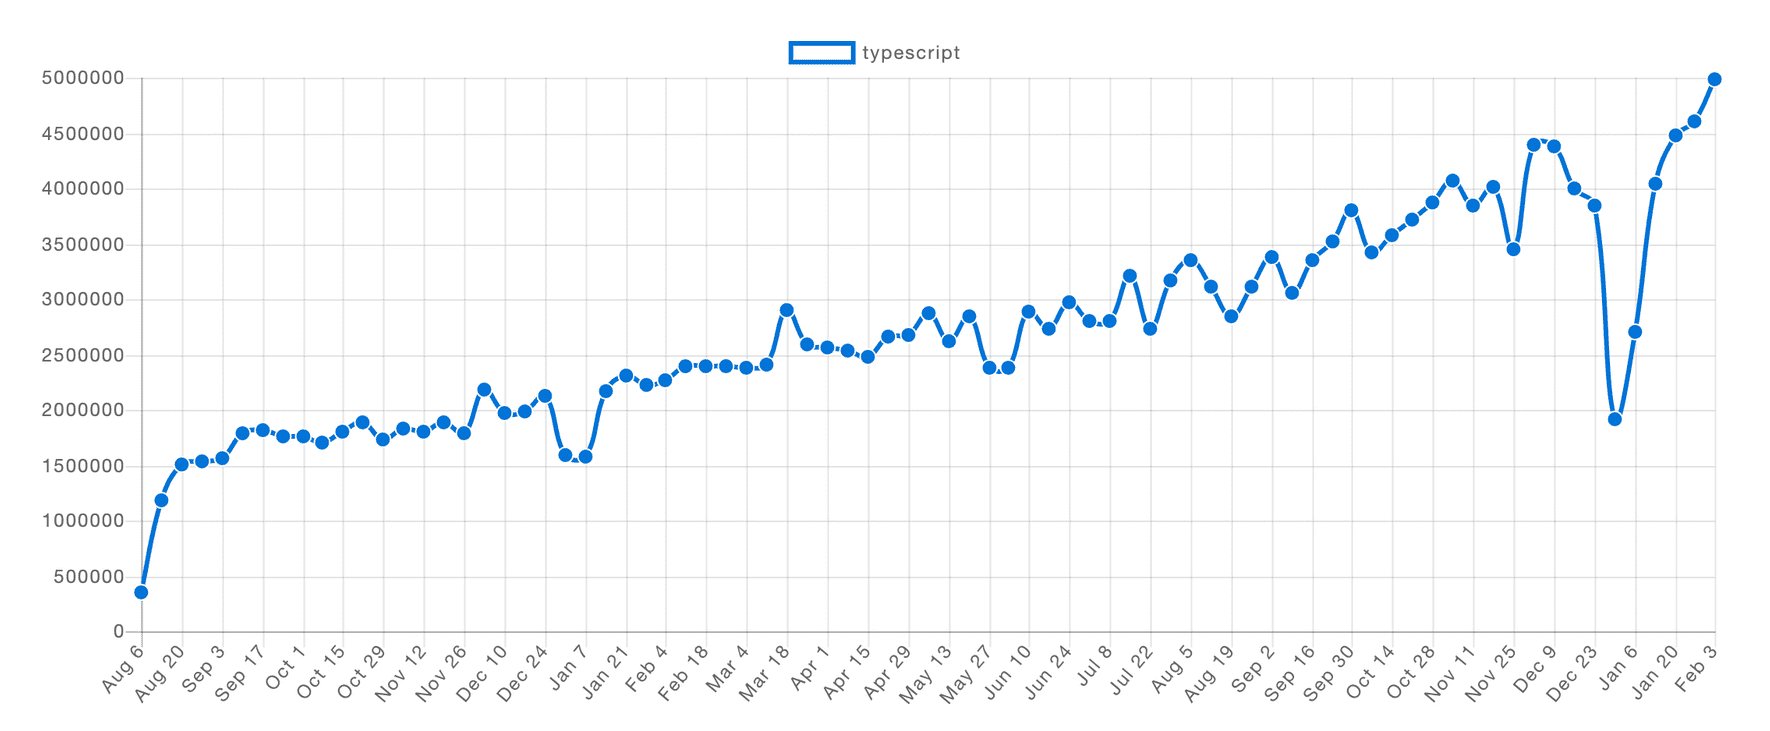 typescript
5000000
4500000
4000000
3500000
3000000
2500000
2000000
1500000
1000000
500000
0
Aug 6
Aug 20
Sep 3
Sep 17
Oct 1
Oct 15
Oct 29
Nov 12
Nov 26
Dec 10
Dec 24
Jan 7
Jan 21
Feb 4
Feb 18
Mar 4
Mar 18
Apr 1
Apr 15
Apr 29
May 13
May 27
Jun 10
Jun 24
Jul 8
Jul 22
Aug 5
Aug 19
Sep 2
Sep 16
Sep 30
Oct 14
Oct 28
Nov 11
Nov 25
Dec 9
Dec 23
Jan 6
Jan 20
Feb 3